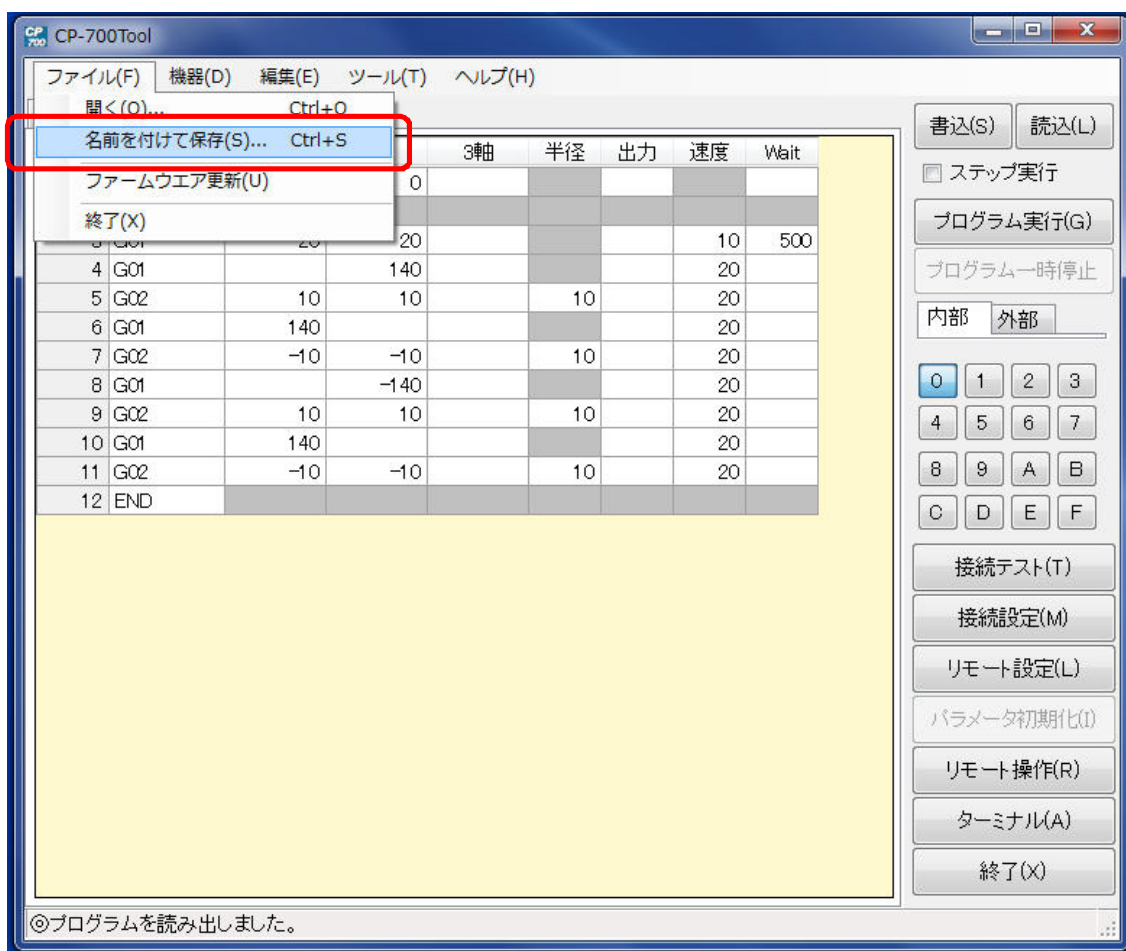 CP 700 CP-700Tool
ファイル(F) 機器(D) 編集(E) ツール(T) ヘルプ(H)
開く(O)... Ctrl+O
名前を付けて保存(S)... Ctrl+S
ファームウエア更新(U)
終了(X)
3軸 半径 出力 速度 Wait
0
3 G01 20 20 10 500
4 G01 140 20
5 G02 10 10 10 20
6 G01 140 20
7 G02 -10 -10 10 20
8 G01 -140 20
9 G02 10 10 10 20
10 G01 140 20
11 G02 -10 -10 10 20
12 END
書込(S) 読込(L)
ステップ実行
プログラム実行(G)
プログラム一時停止
内部 外部
0 1 2 3
4 5 6 7
8 9 A B
C D E F
接続テスト(T)
接続設定(M)
リモート設定(L)
パラメータ初期化(I)
リモート操作(R)
ターミナル(A)
終了(X)
◎プログラムを読み出しました。